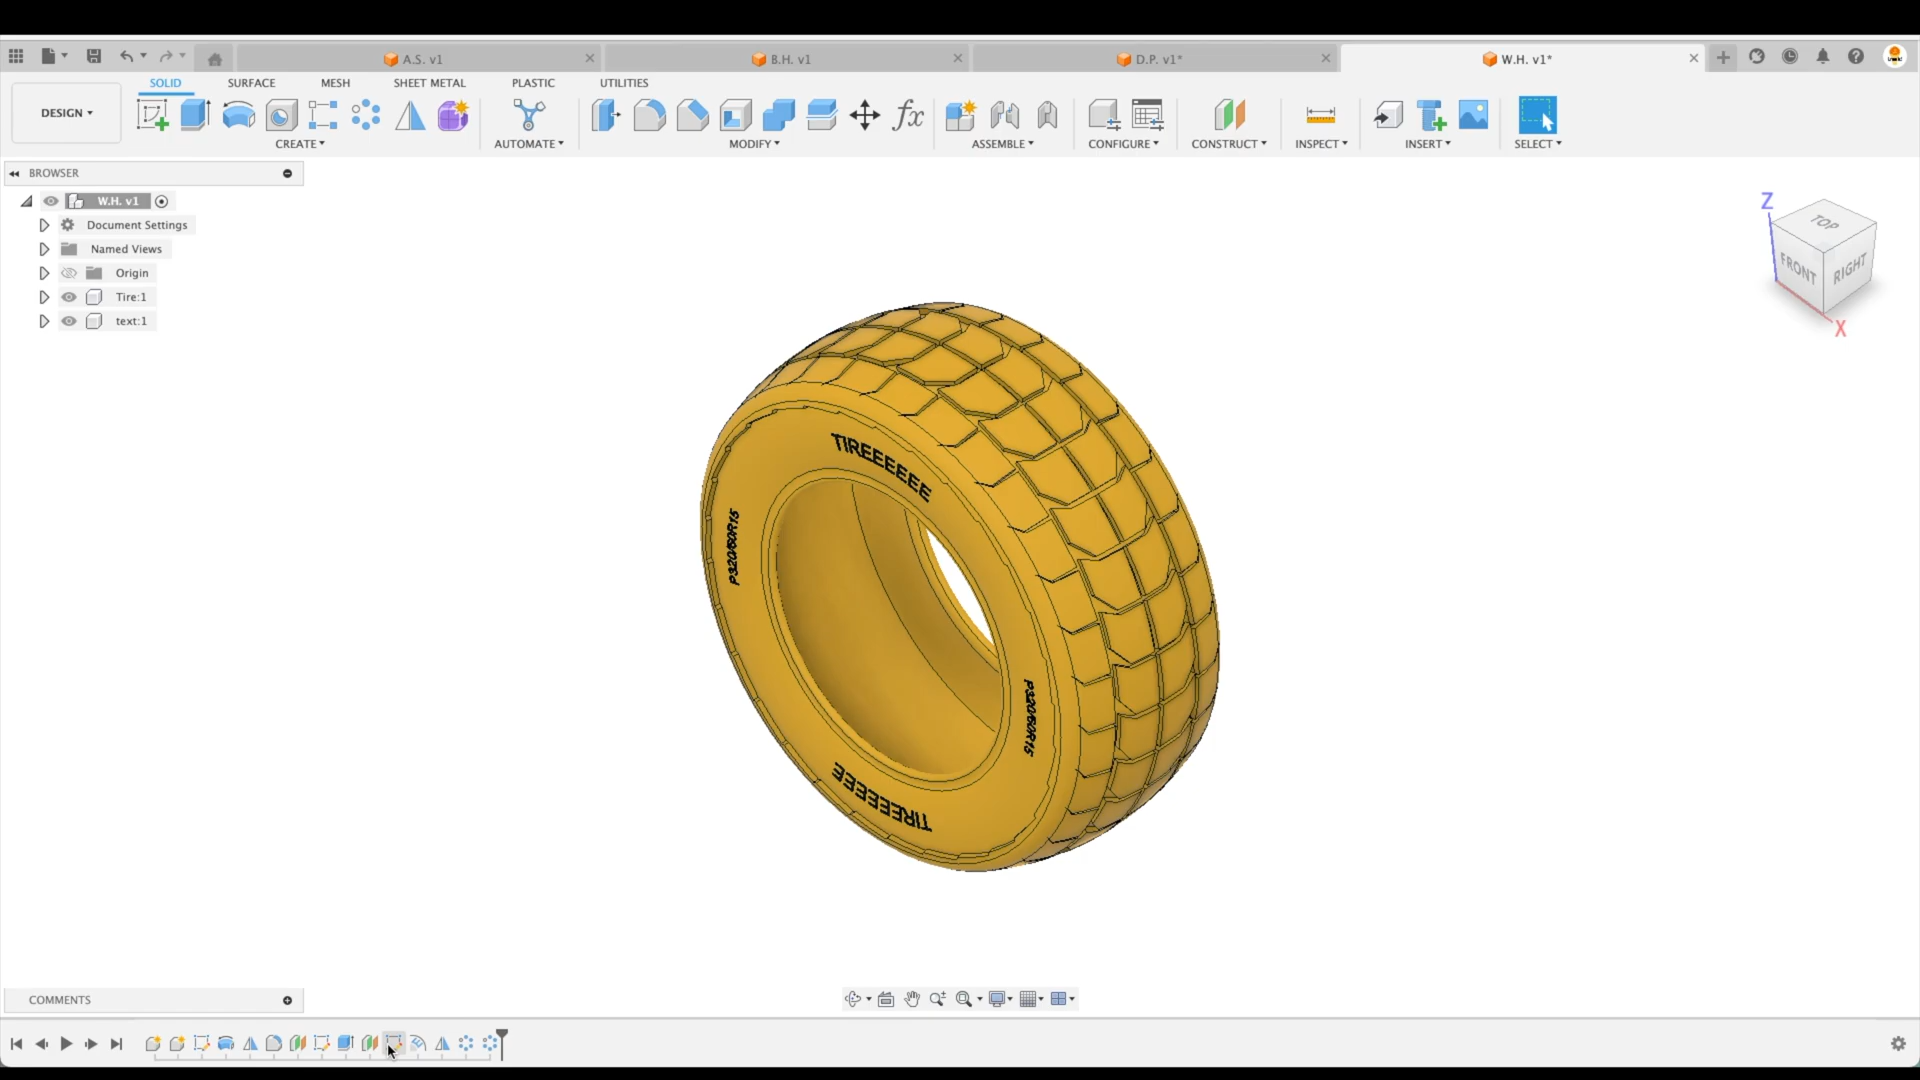 A.S. v1
B.H. v1
D.P. v1*
W.H. v1*
SOLID
SURFACE
MESH
SHEET METAL
PLASTIC
UTILITIES
DESIGN
fx
CREATE
AUTOMATE
MODIFY
ASSEMBLE
CONFIGURE
CONSTRUCT
INSPECT
INSERT
SELECT
BROWSER
W.H. v1
Document Settings
Named Views
Origin
Tire:1
text:1
Z
TOP
FRONT
RIGHT
X
TIREEEEEE
P320/60R15
P320/60R15
TIREEEEEE
COMMENTS